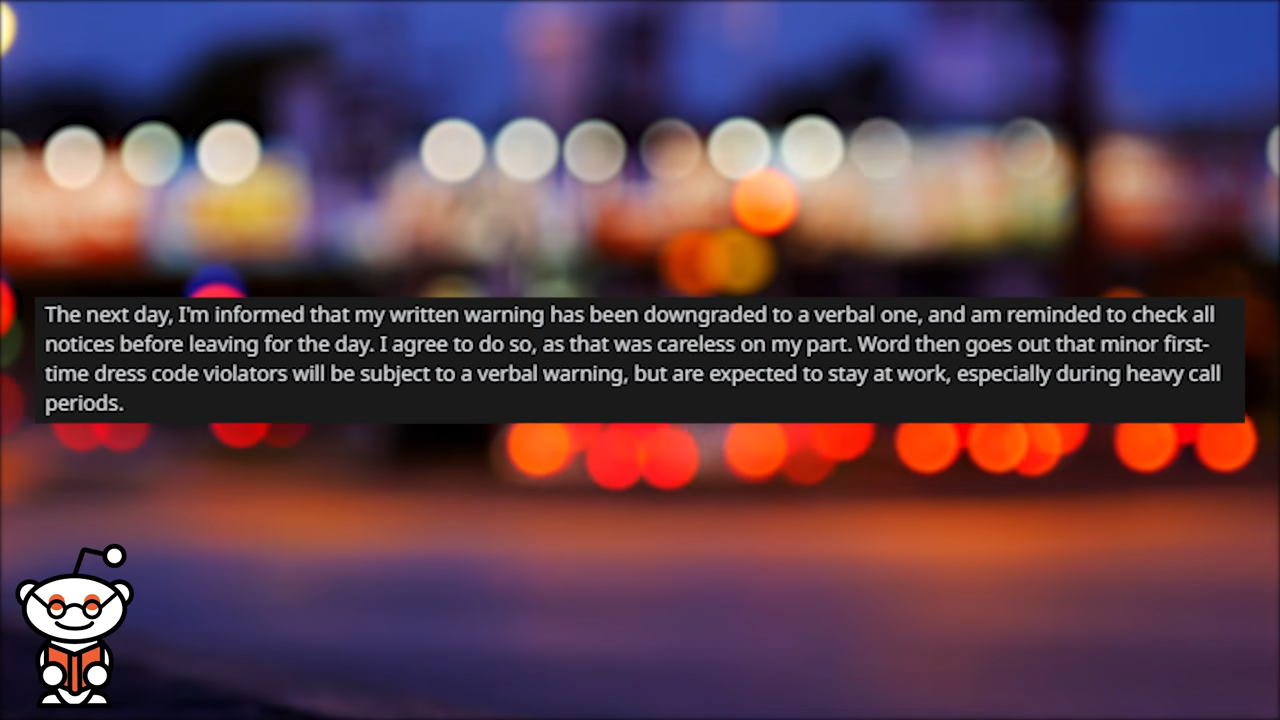 The next day, I'm informed that my written warning has been downgraded to a verbal one, and am reminded to check all
notices before leaving for the day. I agree to do so, as that was careless on my part. Word then goes out that minor first-
time dress code violators will be subject to a verbal warning, but are expected to stay at work, especially during heavy call
periods.